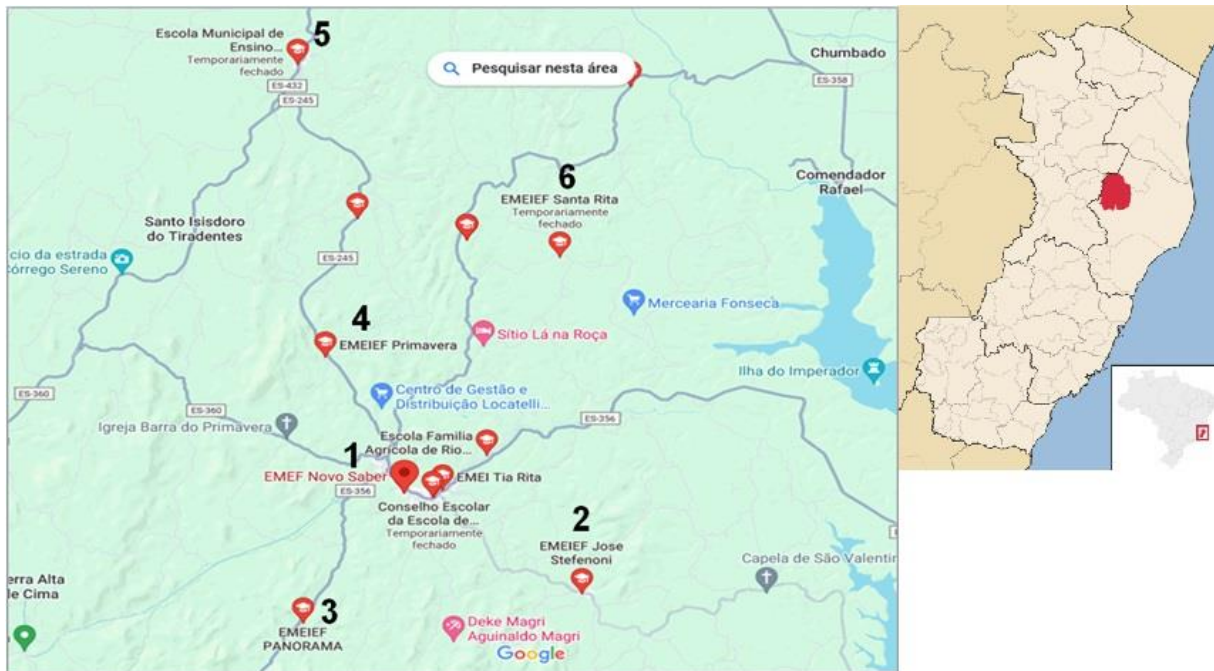 5
Escola Municipal de
Ensino...
Temporariamente
fechado
ES-432
ES-245
Pesquisar nesta área
Chumbado
ES-358
6
EMEIEF Santa Rita
Temporariamente
fechado
Comendador
Rafael
Santo Isisdoro
do Tiradentes
cio da estrada
Córrego Sereno
ES-245
Mercearia Fonseca
4
EMEIEF Primavera
Sítio Lá na Roça
Ilha do Imperador
ES-360
Centro de Gestão e
Distribuição Locatelli...
ES-360
ES-356
Igreja Barra do Primavera
Escola Familia
Agrícola de Rio...
1
EMEF Novo Saber
EMEI Tia Rita
ES-356
Conselho Escolar
da Escola de...
Temporariamente
fechado
2
EMEIEF Jose
Stefenoni
Capela de São Valentir
erra Alta
le Cima
3
EMEIEF
PANORAMA
Deke Magri
Aguinaldo Magri
Google